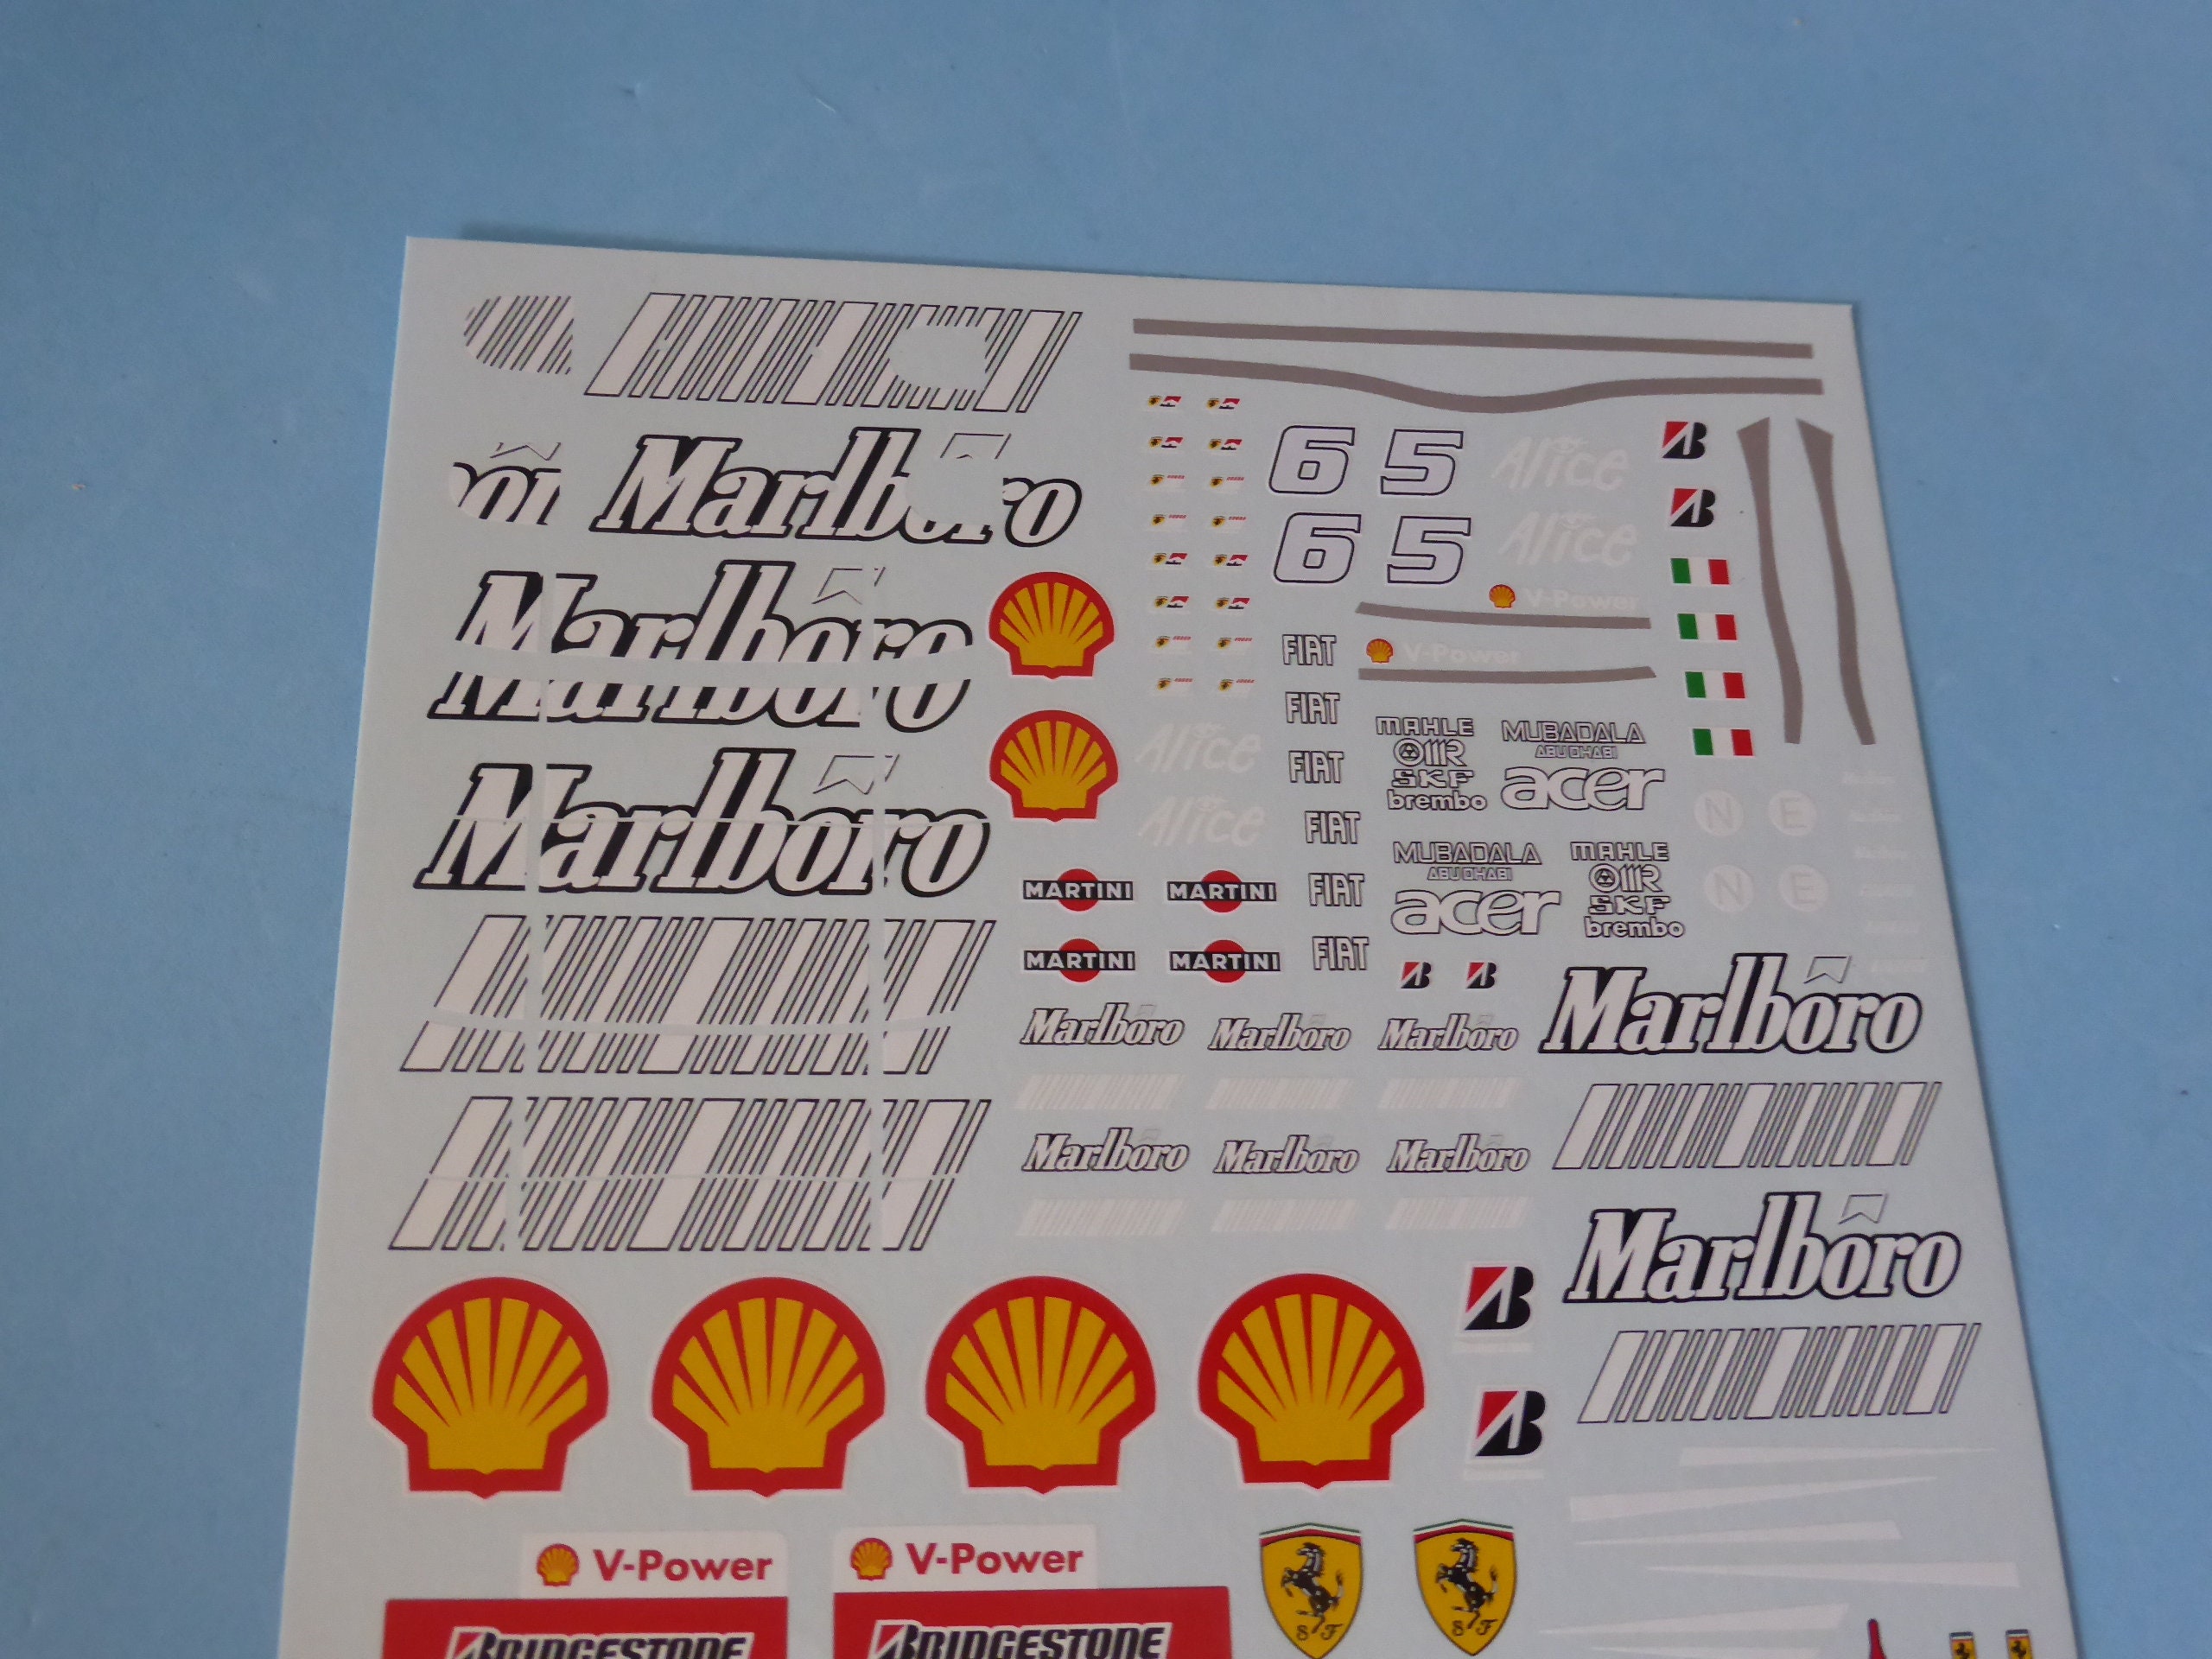 Marlboro
Marlboro
Marlboro
6 5 Alice
6 5 Alice
V-Power
FIAT V-Power
FIAT
Alice FIAT
Alice FIAT
MAHLE
OMR
SKF
brembo
MUBADALA
ABU DHABI
acer
N E
MUBADALA
ABU DHABI
acer
MAHLE
OMR
SKF
brembo
N E
MARTINI MARTINI FIAT
MARTINI MARTINI FIAT
Marlboro Marlboro Marlboro Marlboro
Marlboro Marlboro Marlboro
Marlboro
V-Power V-Power
S F S F
BRIDGESTONE BRIDGESTONE